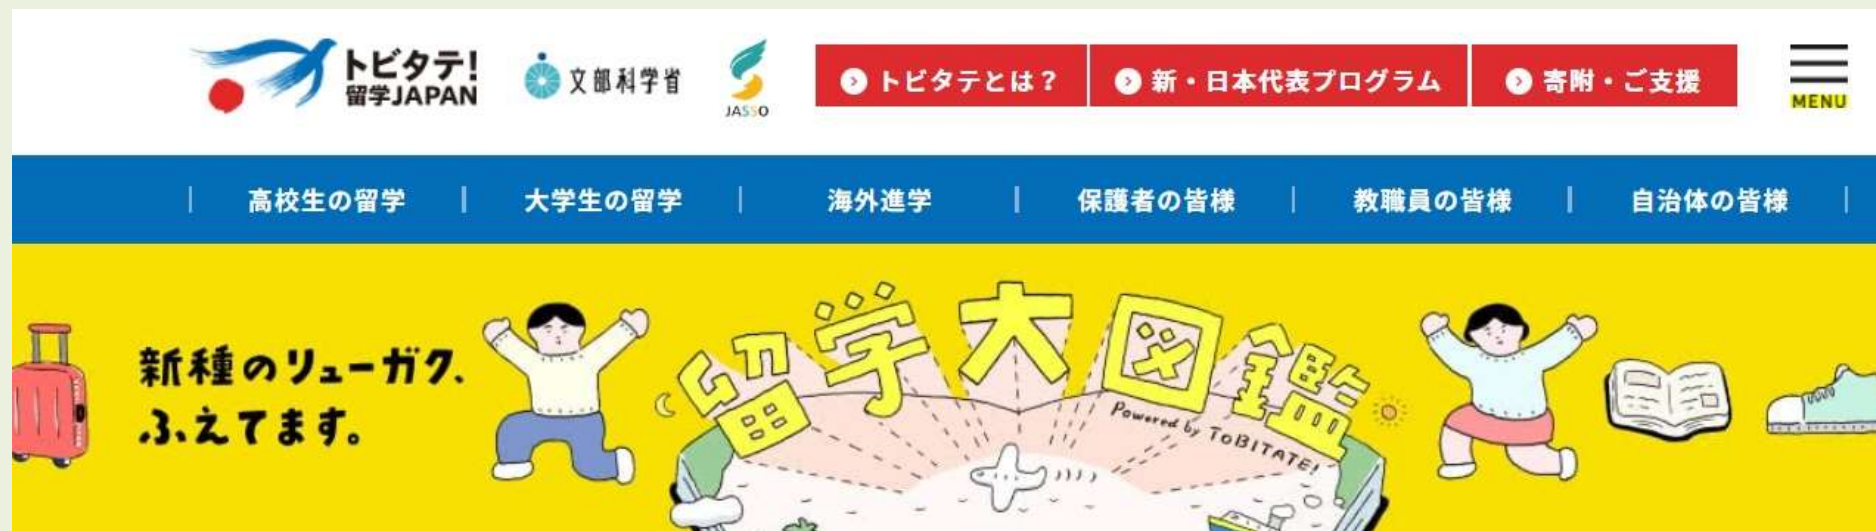 トビタテ!
留学JAPAN
文部科学省
JASSO
トビタテとは？
新・日本代表プログラム
寄附・ご支援
MENU
高校生の留学
大学生の留学
海外進学
保護者の皆様
教職員の皆様
自治体の皆様
新種のリューガク、
ふえてます。
留学大図鑑
Powered by TOBITATE!